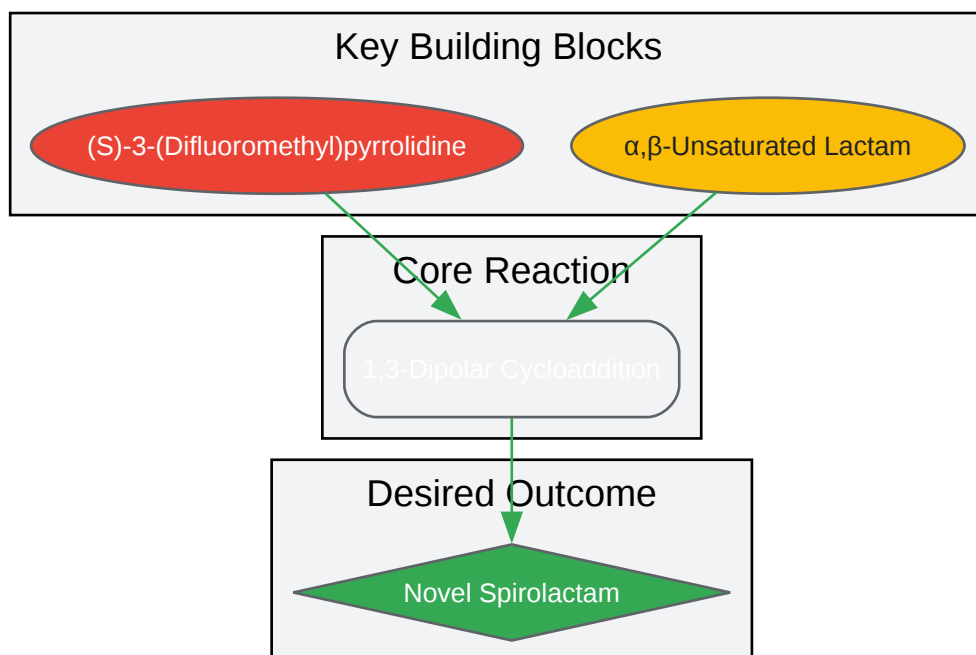 Key Building Blocks
(S)-3-(Difluoromethyl)pyrrolidine
α,β-Unsaturated Lactam
Core Reaction
1,3-Dipolar Cycloaddition
Desired Outcome
Novel Spirolactam